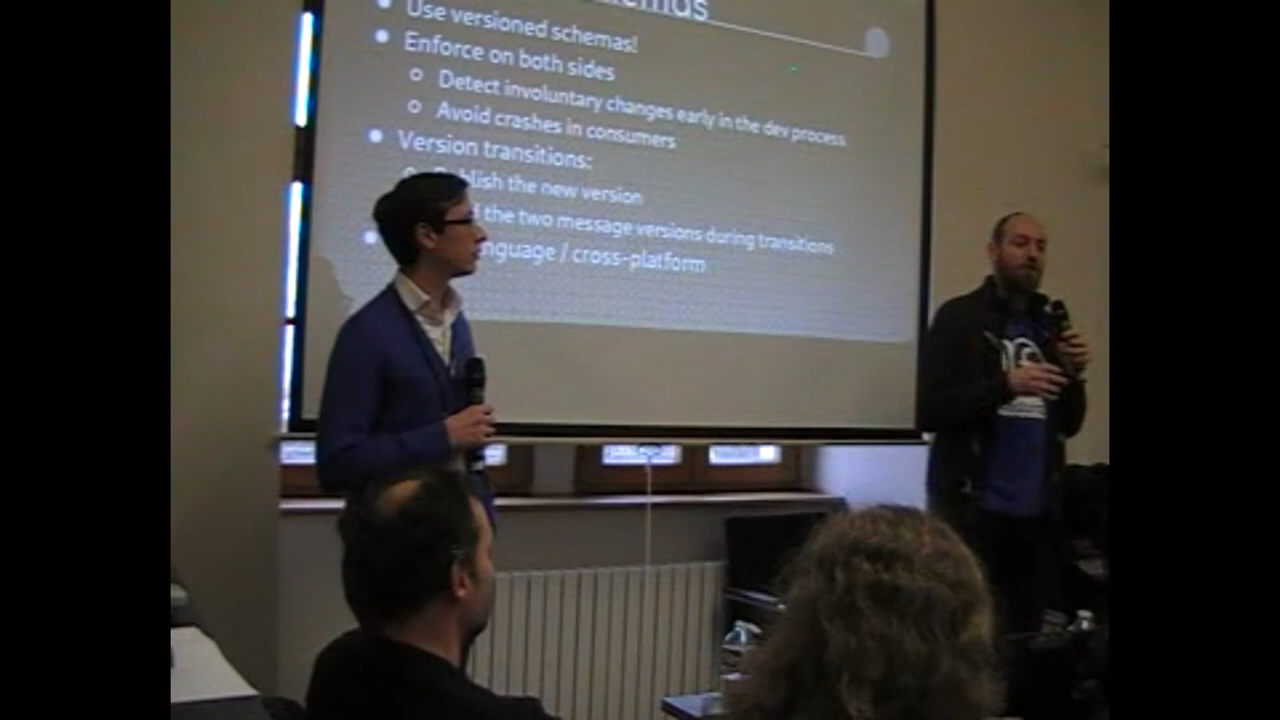 Use versioned schemas!
Enforce on both sides
Detect involuntary changes early in the dev process
Avoid crashes in consumers
Version transitions:
the new version
the two message versions during transitions
/ cross-platform